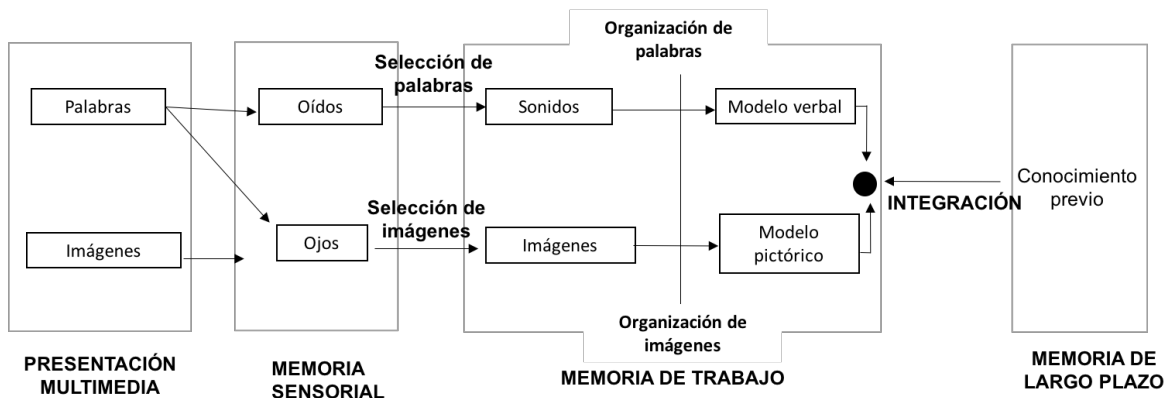 Organización de
palabras
Selección de
palabras
Palabras
Oídos
Sonidos
Modelo verbal
Conocimiento
previo
INTEGRACIÓN
Selección de
imágenes
Imágenes
Ojos
Imágenes
Modelo
pictórico
Organización de
imágenes
PRESENTACIÓN
MULTIMEDIA
MEMORIA
SENSORIAL
MEMORIA DE TRABAJO
MEMORIA DE
LARGO PLAZO